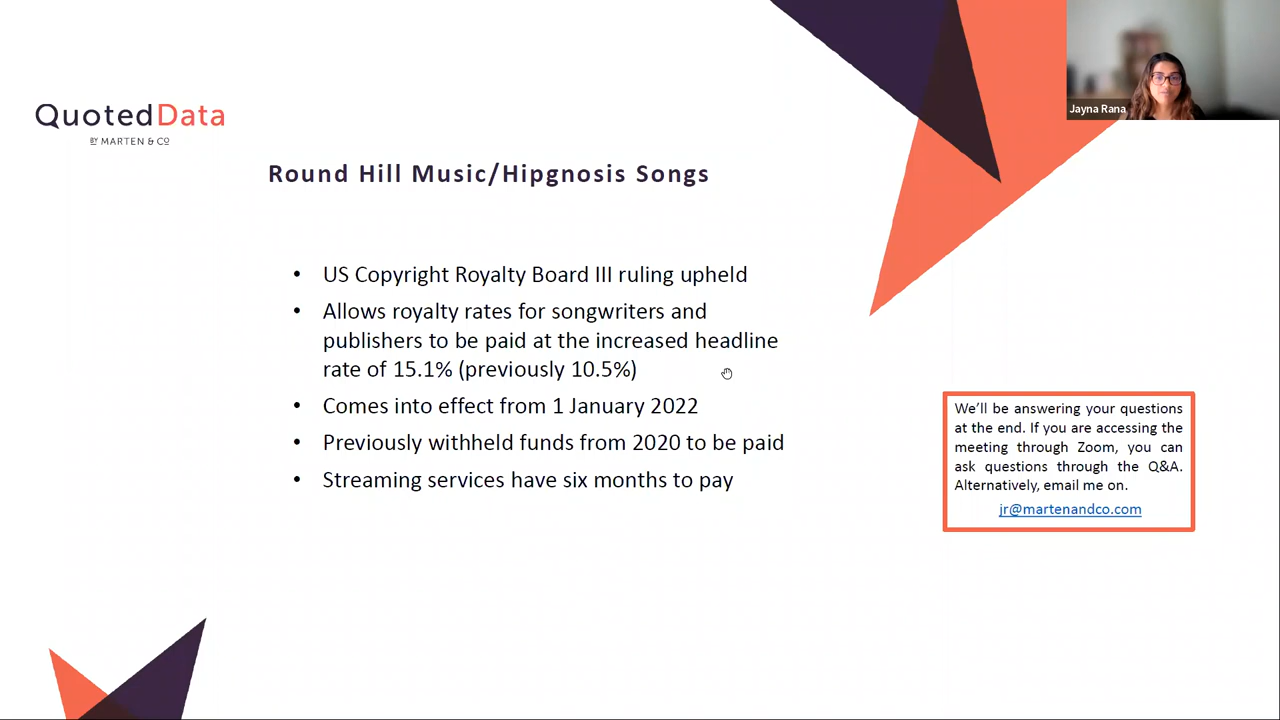 Jayna Rana
QuotedData
BY MARTEN & CO
Round Hill Music/Hipgnosis Songs
• US Copyright Royalty Board III ruling upheld
• Allows royalty rates for songwriters and
publishers to be paid at the increased headline
rate of 15.1% (previously 10.5%)
• Comes into effect from 1 January 2022
• Previously withheld funds from 2020 to be paid
• Streaming services have six months to pay
We'll be answering your questions
at the end. If you are accessing the
meeting through Zoom, you can
ask questions through the Q&A.
Alternatively, email me on.
jr@martenandco.com